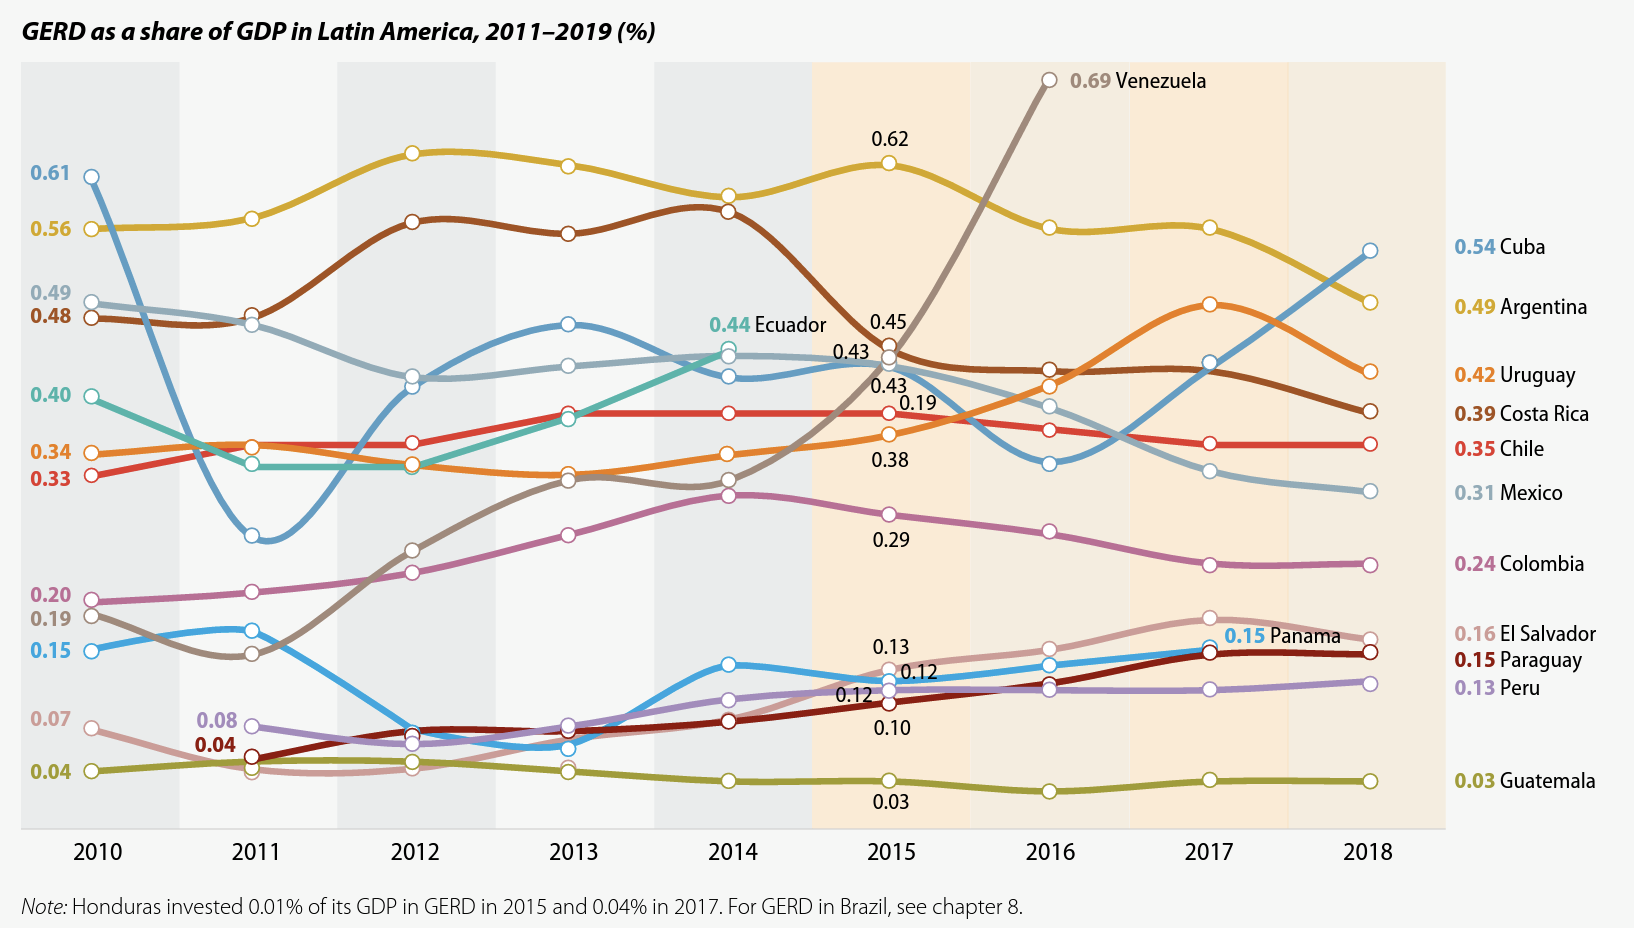 GERD as a share of GDP in Latin America, 2011–2019 (%)
0.69 Venezuela
0.62
0.61
0.56
0.54 Cuba
0.49
0.49 Argentina
0.48
0.45
0.44 Ecuador
0.43
0.42 Uruguay
0.43
0.40
0.19
0.39 Costa Rica
0.34
0.38
0.35 Chile
0.33
0.31 Mexico
0.29
0.24 Colombia
0.20
0.19
0.15
0.13
0.15 Panama
0.16 El Salvador
0.12
0.15 Paraguay
0.12
0.13 Peru
0.07
0.08
0.10
0.04
0.04
0.03
0.03 Guatemala
2010 2011 2012 2013 2014 2015 2016 2017 2018
Note: Honduras invested 0.01% of its GDP in GERD in 2015 and 0.04% in 2017. For GERD in Brazil, see chapter 8.